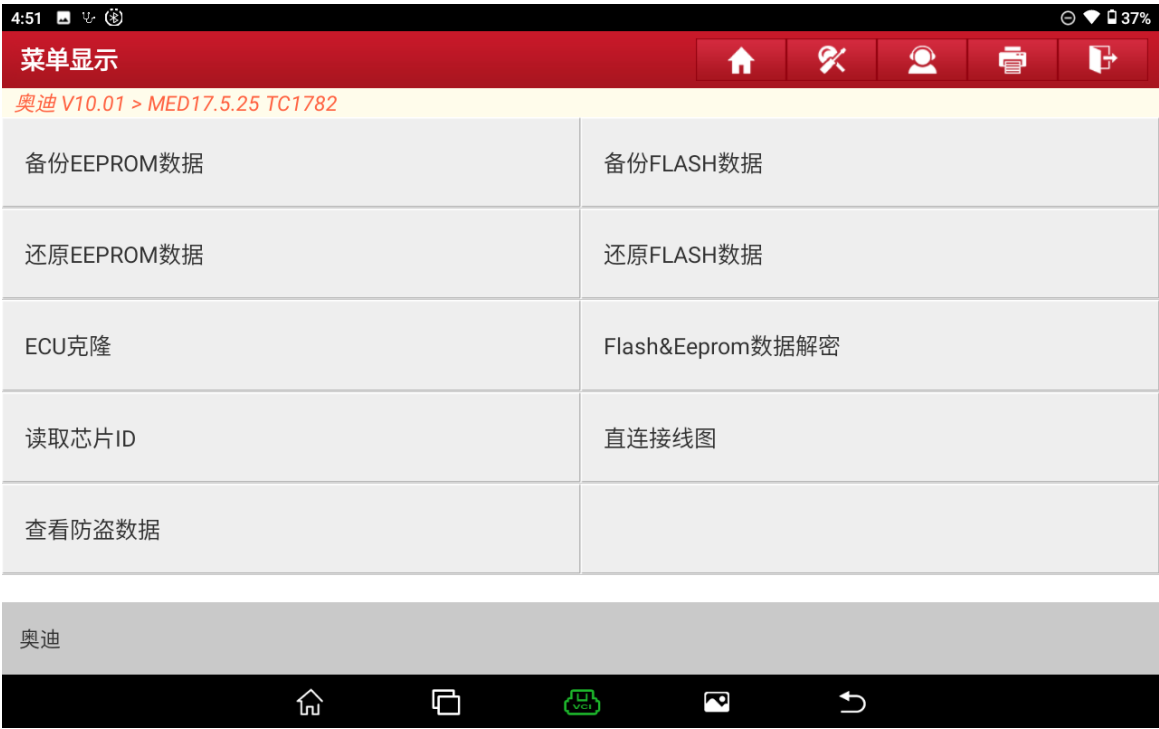 4:51
37%
菜单显示
奥迪 V10.01 > MED17.5.25 TC1782
备份EEPROM数据
备份FLASH数据
还原EEPROM数据
还原FLASH数据
ECU克隆
Flash&Eeprom数据解密
读取芯片ID
直连接线图
查看防盗数据
奥迪
VCI